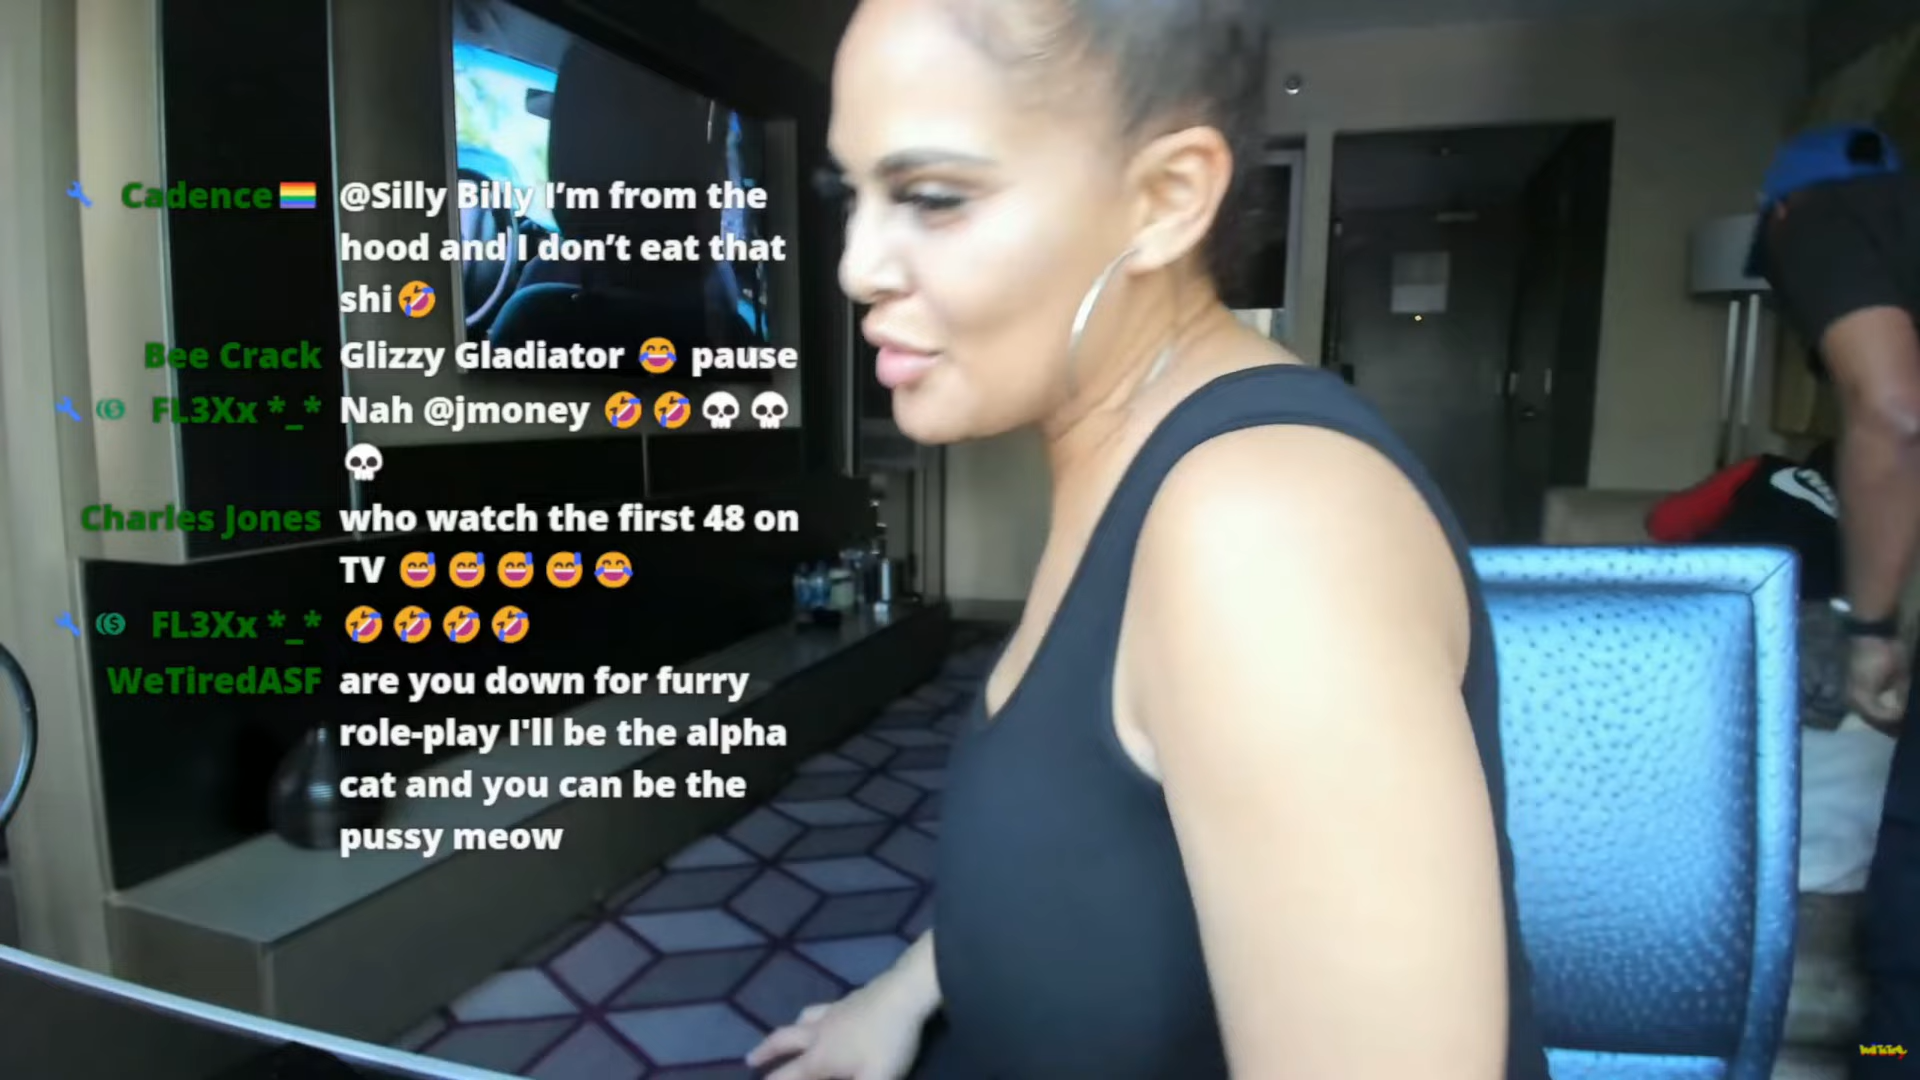 Cadence🏳️‍🌈 @Silly Billy I’m from the
hood and I don’t eat that
shi🤣
Bee Crack Glizzy Gladiator 😂 pause
FL3Xx *_* Nah @jmoney 🤣🤣💀💀
💀
Charles Jones who watch the first 48 on
TV 😅😅😅😅😂
FL3Xx *_* 🤣🤣🤣🤣
WeTiredASF are you down for furry
role-play I'll be the alpha
cat and you can be the
pussy meow